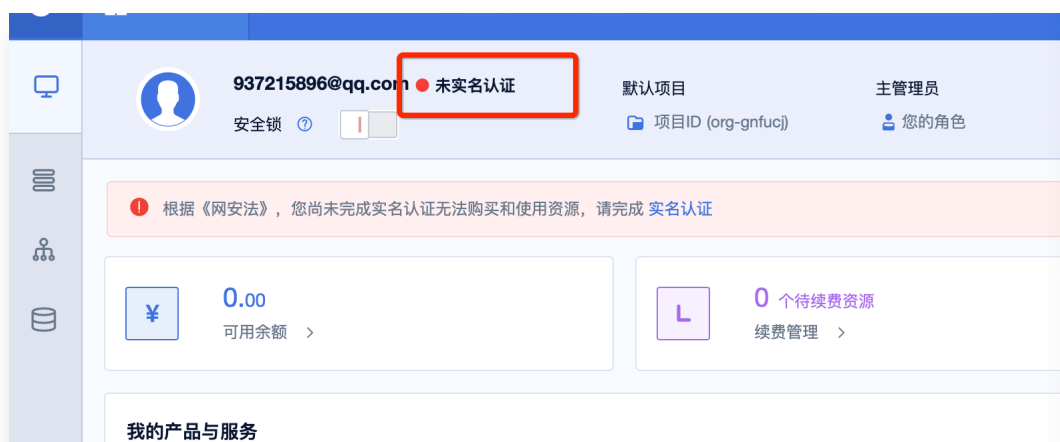 937215896@qq.com 未实名认证
默认项目
主管理员
安全锁
项目ID (org-gnfucj)
您的角色
根据《网安法》，您尚未完成实名认证无法购买和使用资源，请完成 实名认证
¥
0.00
可用余额
0 个待续费资源
续费管理
我的产品与服务